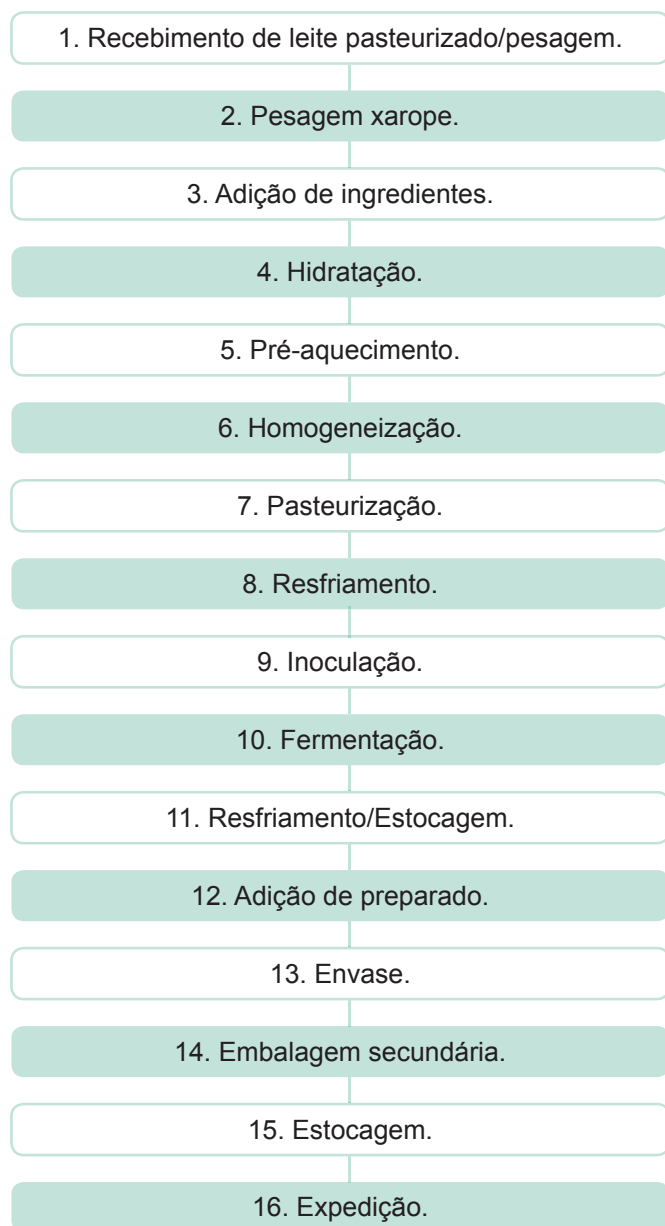 1. Recebimento de leite pasteurizado/pesagem.
2. Pesagem xarope.
3. Adição de ingredientes.
4. Hidratação.
5. Pré-aquecimento.
6. Homogeneização.
7. Pasteurização.
8. Resfriamento.
9. Inoculação.
10. Fermentação.
11. Resfriamento/Estocagem.
12. Adição de preparado.
13. Envase.
14. Embalagem secundária.
15. Estocagem.
16. Expedição.